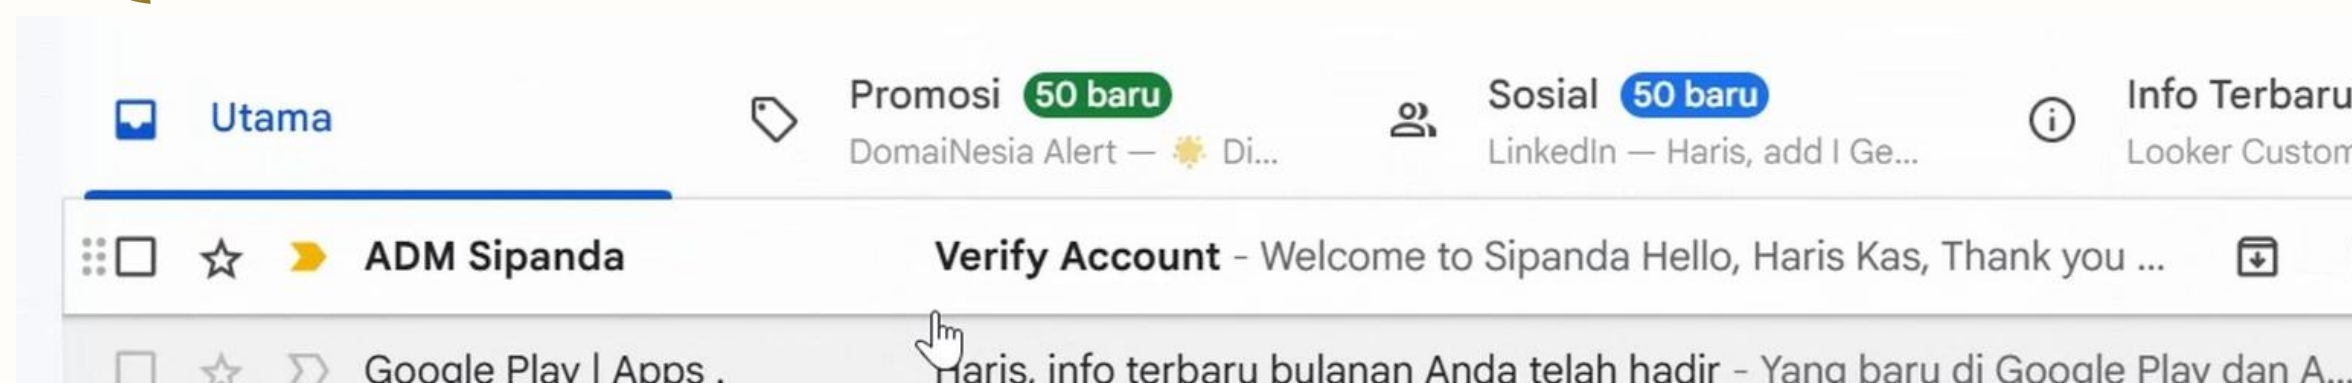 Utama
Promosi 50 baru
DomaiNesia Alert — Di...
Sosial 50 baru
LinkedIn — Haris, add I Ge...
Info Terbaru
Looker Custom
ADM Sipanda Verify Account - Welcome to Sipanda Hello, Haris Kas, Thank you ...
Google Play | Apps . Haris, info terbaru bulanan Anda telah hadir - Yang baru di Google Play dan A...